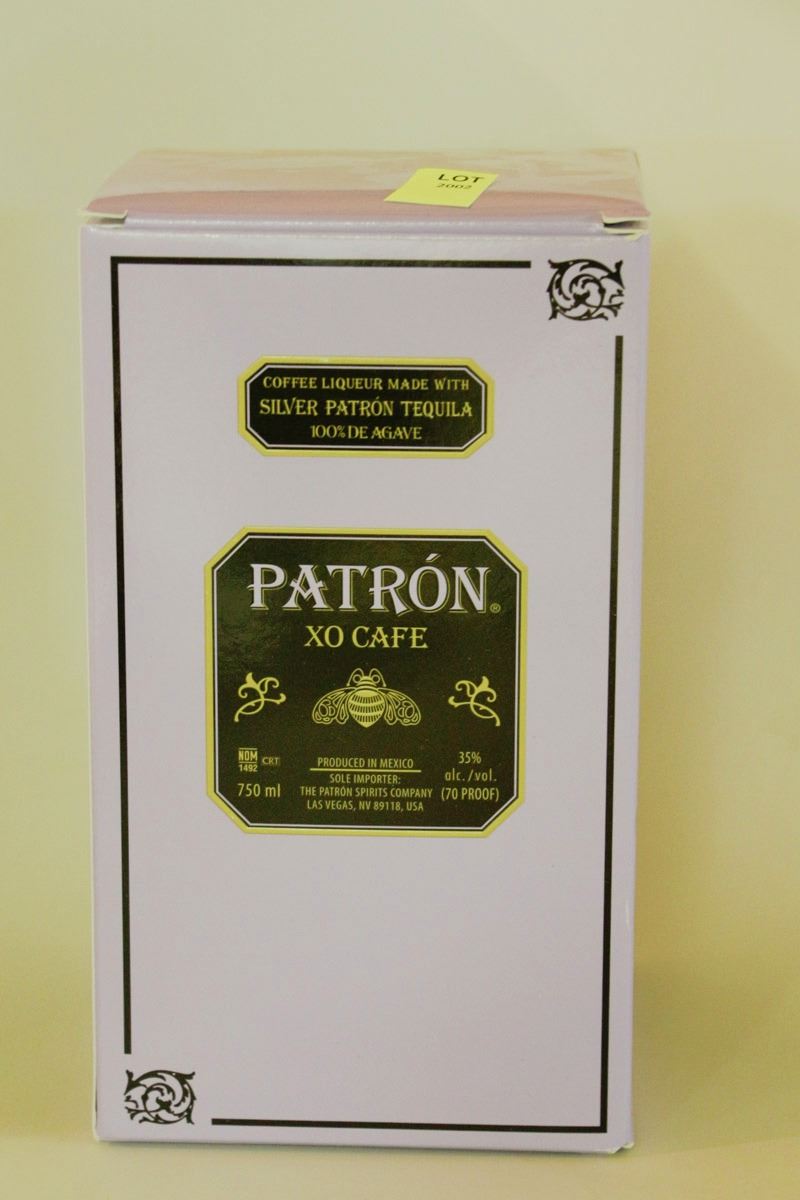 LOT
2002
COFFEE LIQUEUR MADE WITH
SILVER PATRÓN TEQUILA
100% DE AGAVE
PATRÓN®
XO CAFE
NOM
1492
CRT
750 ml
PRODUCED IN MEXICO
SOLE IMPORTER:
THE PATRÓN SPIRITS COMPANY
LAS VEGAS, NV 89118, USA
35%
alc./vol.
(70 PROOF)